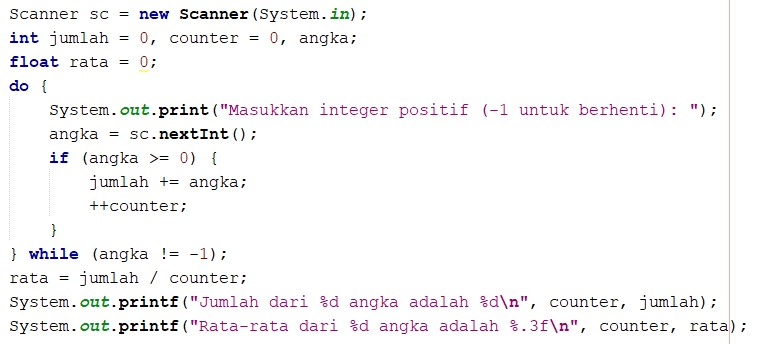 Scanner sc = new Scanner(System.in);
int jumlah = 0, counter = 0, angka;
float rata = 0;
do {
    System.out.print("Masukkan integer positif (-1 untuk berhenti): ");
    angka = sc.nextInt();
    if (angka >= 0) {
        jumlah += angka;
        ++counter;
    }
} while (angka != -1);
rata = jumlah / counter;
System.out.printf("Jumlah dari %d angka adalah %d\n", counter, jumlah);
System.out.printf("Rata-rata dari %d angka adalah %.3f\n", counter, rata);